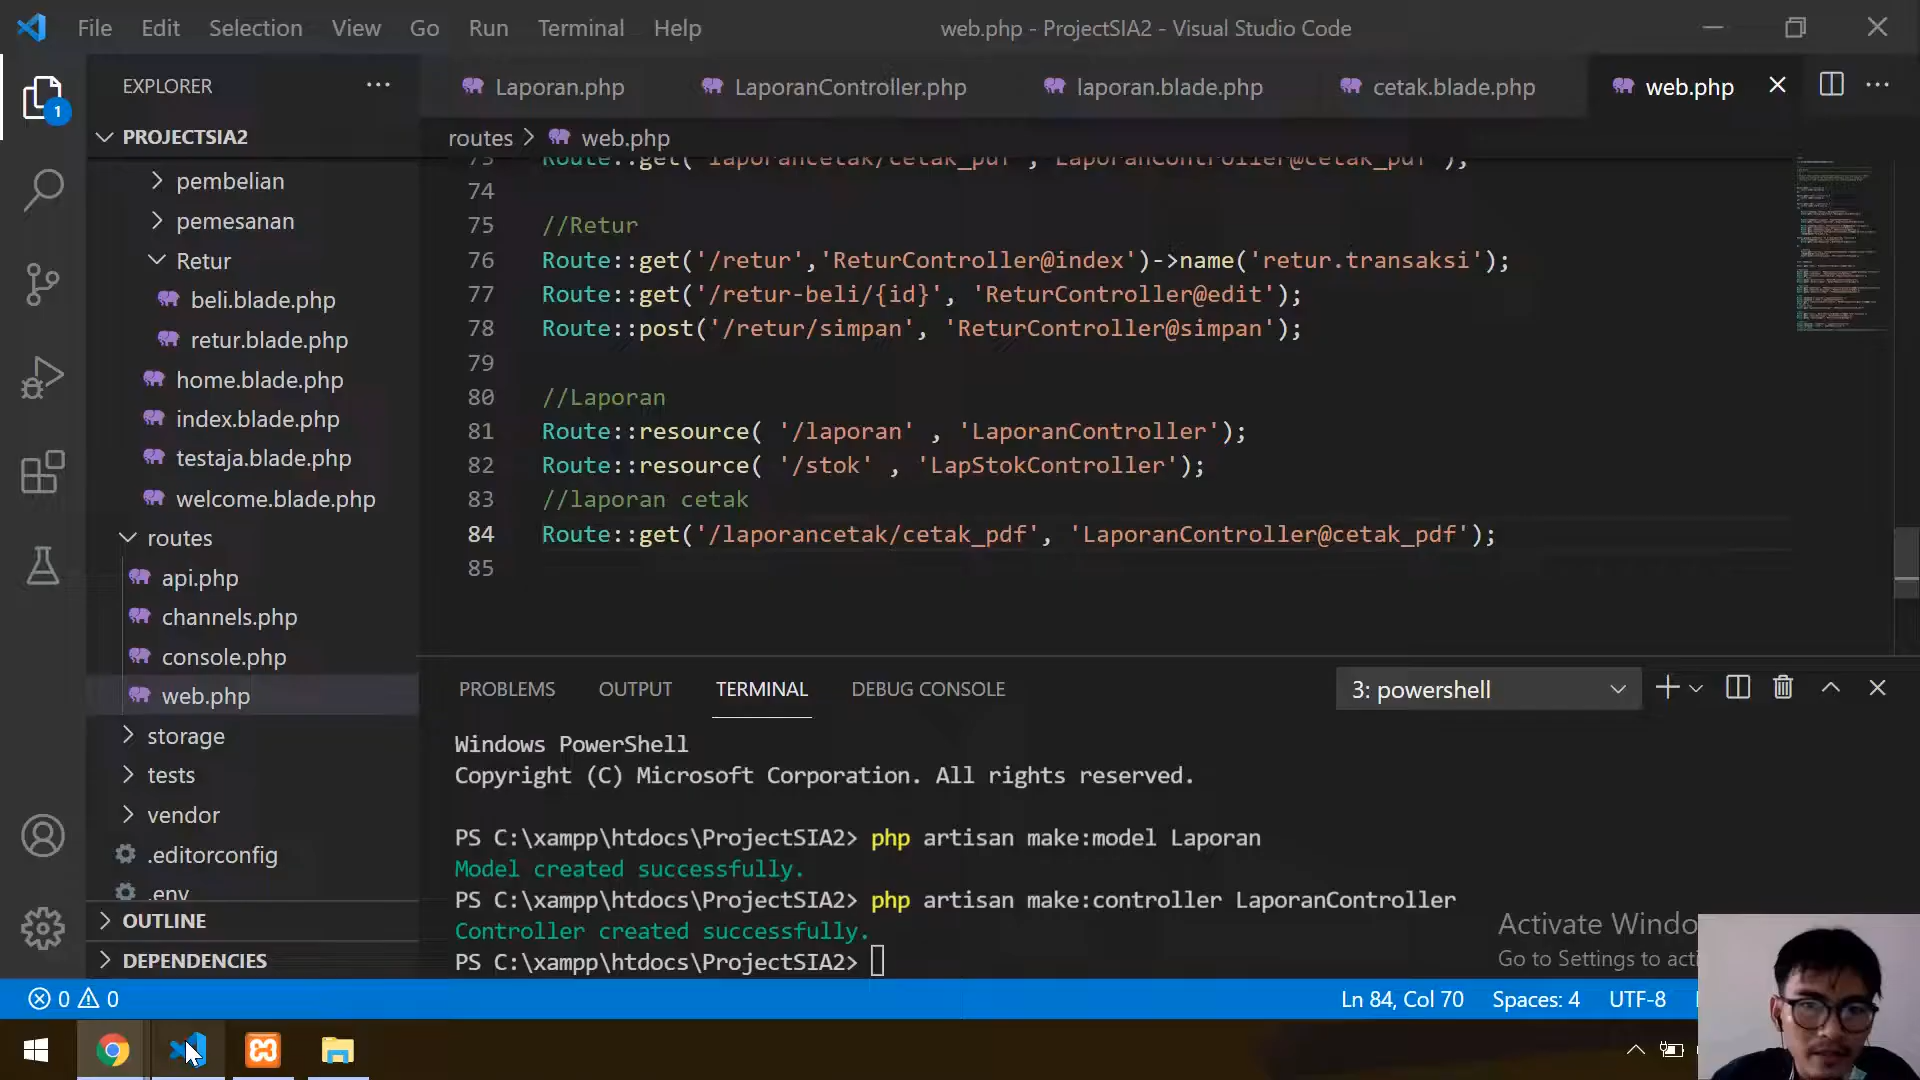 File Edit Selection View Go Run Terminal Help
web.php - ProjectSIA2 - Visual Studio Code
EXPLORER
Laporan.php
LaporanController.php
laporan.blade.php
cetak.blade.php
web.php
1
PROJECTSIA2
routes > web.php
pembelian
pemesanan
Retur
beli.blade.php
retur.blade.php
home.blade.php
index.blade.php
testaja.blade.php
welcome.blade.php
routes
api.php
channels.php
console.php
web.php
storage
tests
vendor
.editorconfig
.env
OUTLINE
DEPENDENCIES
73 Route::get('laporancetak/cetak_pdf', 'LaporanController@cetak_pdf');
74
75 //Retur
76 Route::get('/retur','ReturController@index')->name('retur.transaksi');
77 Route::get('/retur-beli/{id}', 'ReturController@edit');
78 Route::post('/retur/simpan', 'ReturController@simpan');
79
80 //Laporan
81 Route::resource( '/laporan' , 'LaporanController');
82 Route::resource( '/stok' , 'LapStokController');
83 //laporan cetak
84 Route::get('/laporancetak/cetak_pdf', 'LaporanController@cetak_pdf');
85
PROBLEMS OUTPUT TERMINAL DEBUG CONSOLE
3: powershell
Windows PowerShell
Copyright (C) Microsoft Corporation. All rights reserved.
PS C:\xampp\htdocs\ProjectSIA2> php artisan make:model Laporan
Model created successfully.
PS C:\xampp\htdocs\ProjectSIA2> php artisan make:controller LaporanController
Controller created successfully.
PS C:\xampp\htdocs\ProjectSIA2>
Activate
Go to Settings to
0 0
Ln 84, Col 70 Spaces: 4 UTF-8